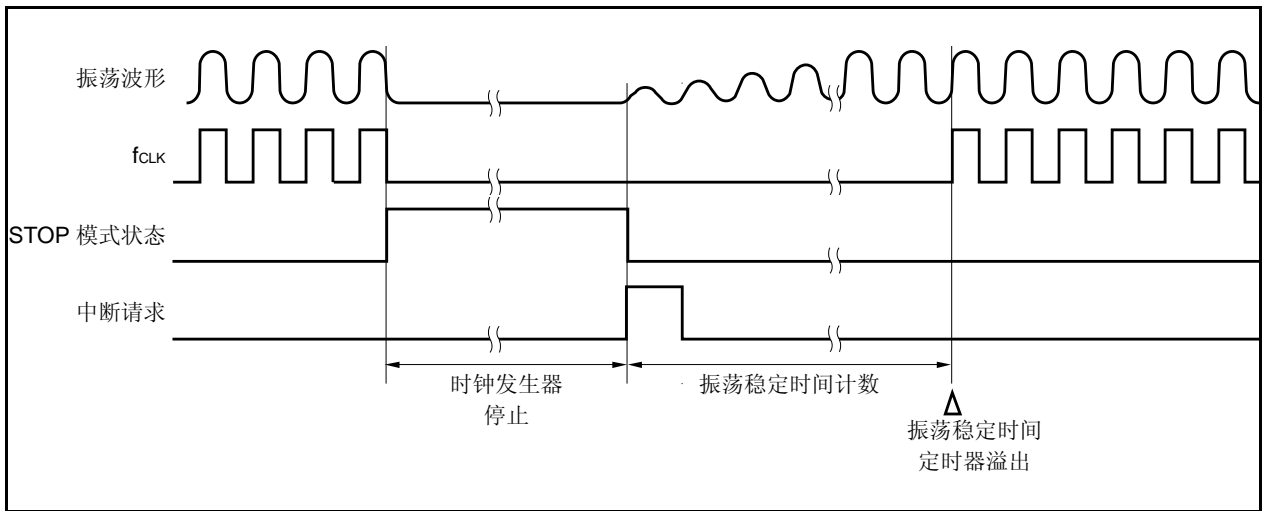 振荡波形
fCLK
STOP 模式状态
中断请求
时钟发生器
停止
振荡稳定时间计数
振荡稳定时间
定时器溢出